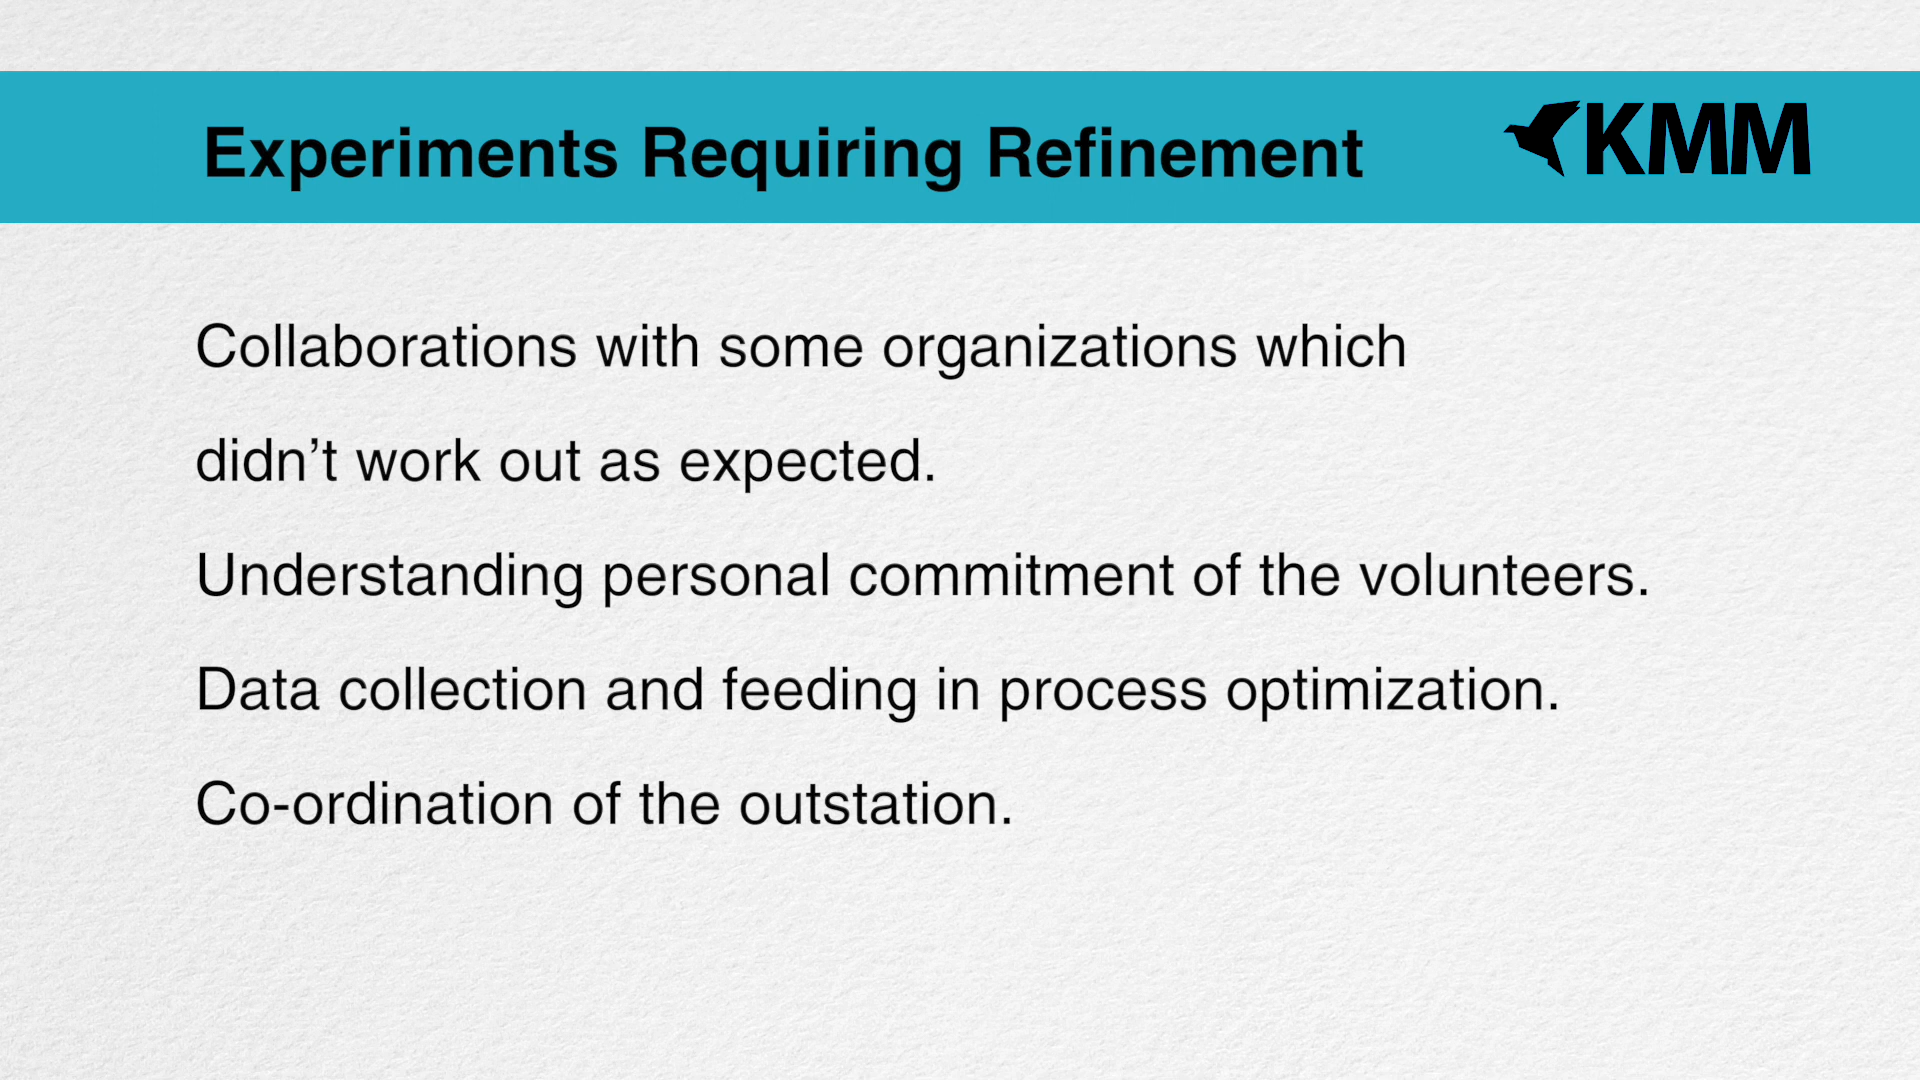 Experiments Requiring Refinement
KMM
Collaborations with some organizations which
didn’t work out as expected.
Understanding personal commitment of the volunteers.
Data collection and feeding in process optimization.
Co-ordination of the outstation.